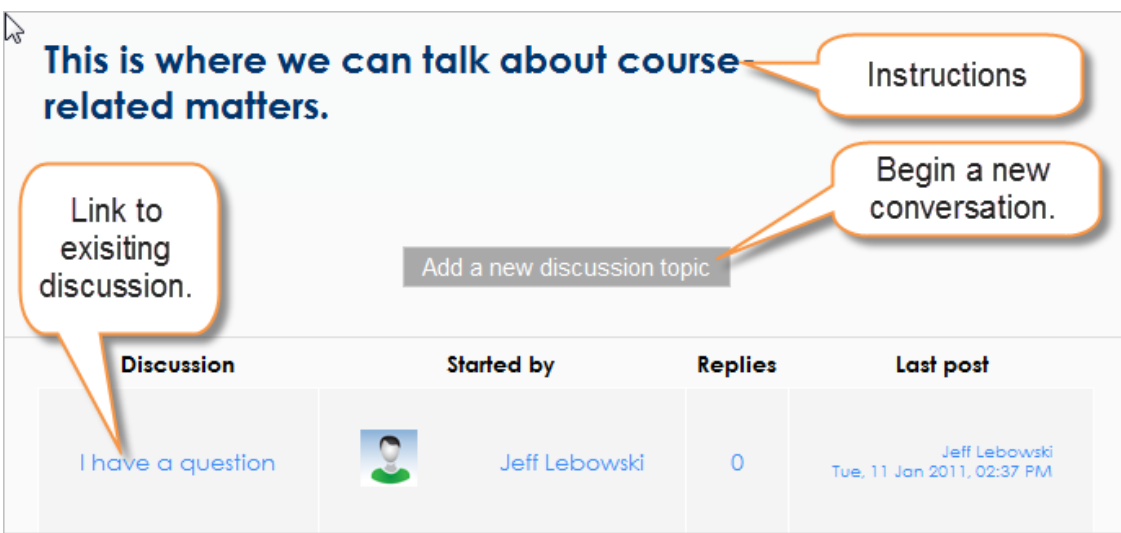 This is where we can talk about course-
related matters.
Instructions
Begin a new
conversation.
Link to
exisiting
discussion.
Add a new discussion topic
Discussion Started by Replies Last post
I have a question Jeff Lebowski 0 Jeff Lebowski
Tue, 11 Jan 2011, 02:37 PM